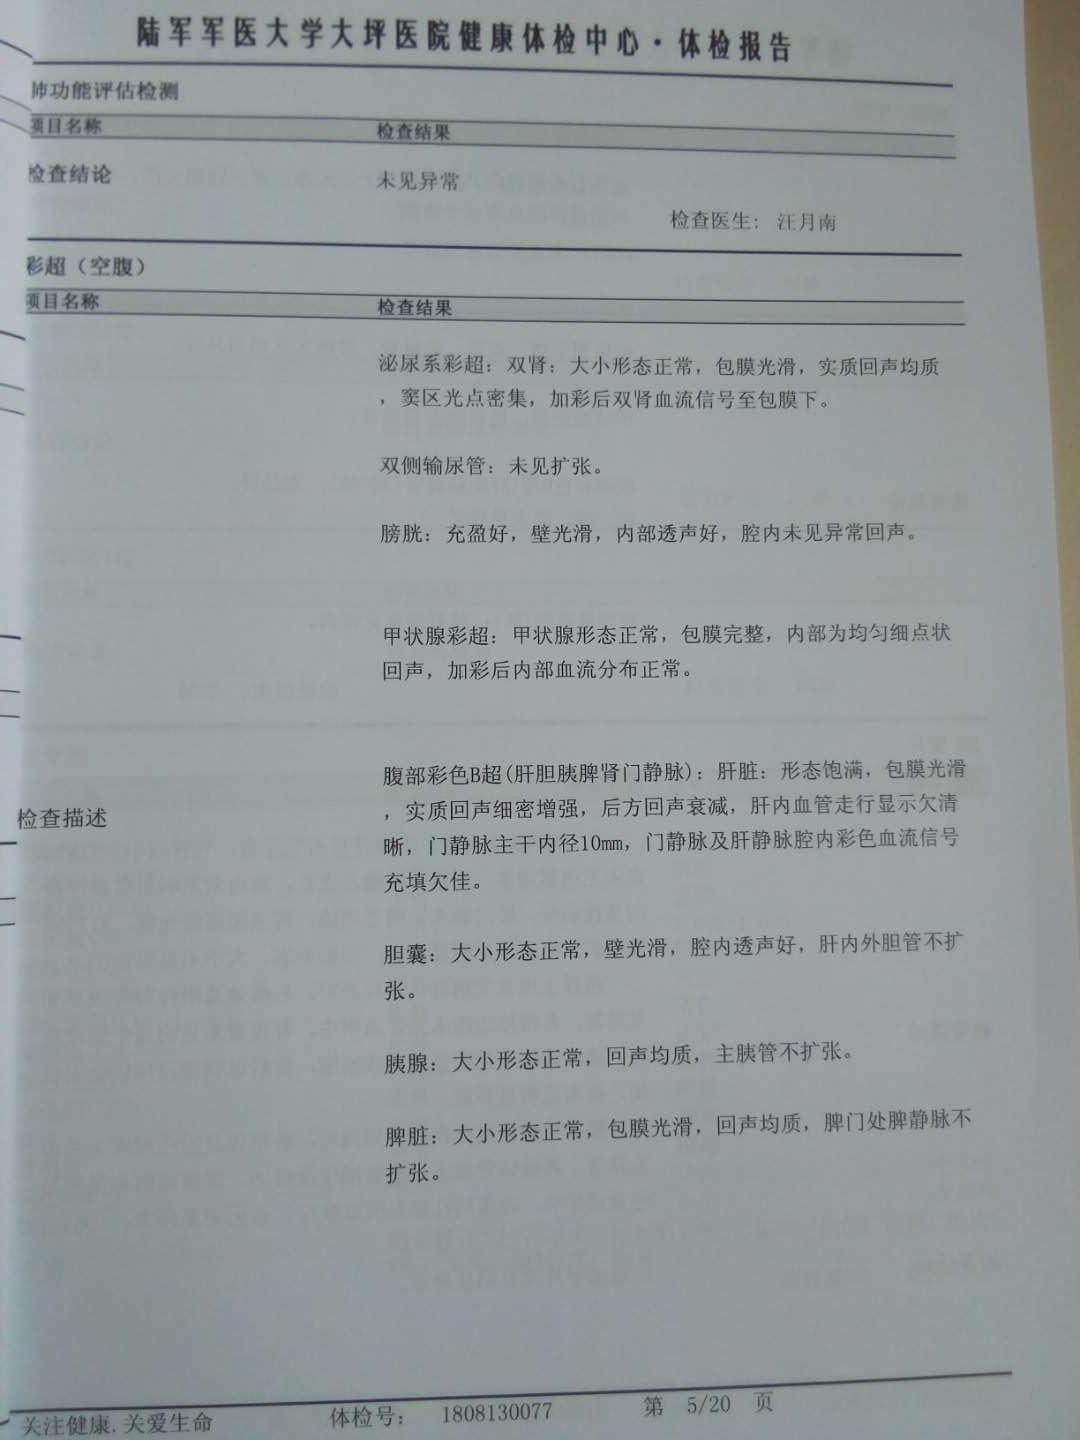 陆军军医大学大坪医院健康体检中心·体检报告
肺功能评估检测
项目名称 检查结果
检查结论 未见异常
检查医生: 汪月南
彩超（空腹）
项目名称 检查结果
泌尿系彩超: 双肾: 大小形态正常, 包膜光滑, 实质回声均质
, 窦区光点密集, 加彩后双肾血流信号至包膜下。
双侧输尿管: 未见扩张。
膀胱: 充盈好, 壁光滑, 内部透声好, 腔内未见异常回声。
甲状腺彩超: 甲状腺形态正常, 包膜完整, 内部为均匀细点状
回声, 加彩后内部血流分布正常。
检查描述
腹部彩色B超(肝胆胰脾肾门静脉): 肝脏: 形态饱满, 包膜光滑
, 实质回声细密增强, 后方回声衰减, 肝内血管走行显示欠清
晰, 门静脉主干内径10mm, 门静脉及肝静脉腔内彩色血流信号
充填欠佳。
胆囊: 大小形态正常, 壁光滑, 腔内透声好, 肝内外胆管不扩
张。
胰腺: 大小形态正常, 回声均质, 主胰管不扩张。
脾脏: 大小形态正常, 包膜光滑, 回声均质, 脾门处脾静脉不
扩张。
关注健康.关爱生命 体检号: 1808130077 第 5/20 页